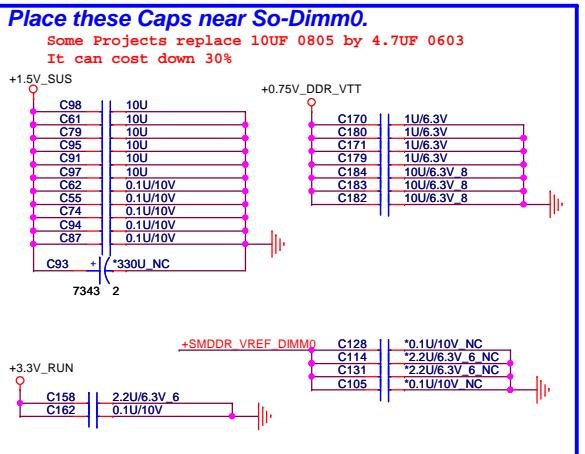 Place these Caps near So-Dimm0.
Some Projects replace 10UF 0805 by 4.7UF 0603
It can cost down 30%
+1.5V_SUS
C98 10U
C61 10U
C79 10U
C95 10U
C91 10U
C97 10U
C62 0.1U/10V
C55 0.1U/10V
C74 0.1U/10V
C94 0.1U/10V
C87 0.1U/10V
C93 + *330U_NC
7343 2
+0.75V_DDR_VTT
C170 1U/6.3V
C180 1U/6.3V
C171 1U/6.3V
C179 1U/6.3V
C184 10U/6.3V_8
C183 10U/6.3V_8
C182 10U/6.3V_8
+SMDDR_VREF_DIMM0
C128 *0.1U/10V_NC
C114 *2.2U/6.3V_6_NC
C131 *2.2U/6.3V_6_NC
C105 *0.1U/10V_NC
+3.3V_RUN
C158 2.2U/6.3V_6
C162 0.1U/10V